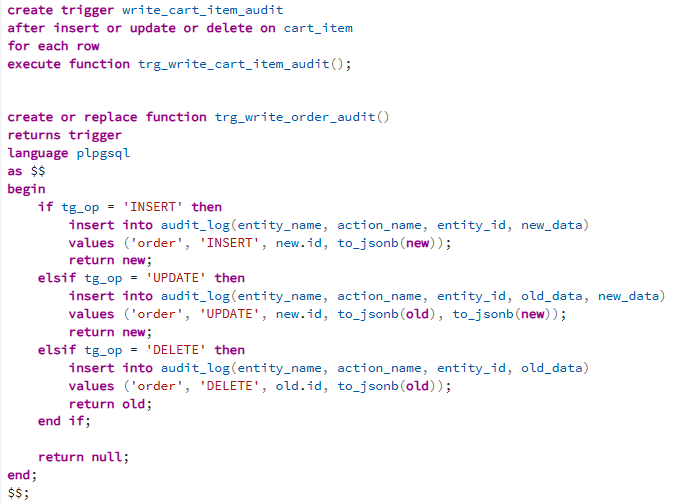 create trigger write_cart_item_audit
after insert or update or delete on cart_item
for each row
execute function trg_write_cart_item_audit();

create or replace function trg_write_order_audit()
returns trigger
language plpgsql
as $$
begin
    if tg_op = 'INSERT' then
        insert into audit_log(entity_name, action_name, entity_id, new_data)
        values ('order', 'INSERT', new.id, to_jsonb(new));
        return new;
    elsif tg_op = 'UPDATE' then
        insert into audit_log(entity_name, action_name, entity_id, old_data, new_data)
        values ('order', 'UPDATE', new.id, to_jsonb(old), to_jsonb(new));
        return new;
    elsif tg_op = 'DELETE' then
        insert into audit_log(entity_name, action_name, entity_id, old_data)
        values ('order', 'DELETE', old.id, to_jsonb(old));
        return old;
    end if;

    return null;
end;
$$;